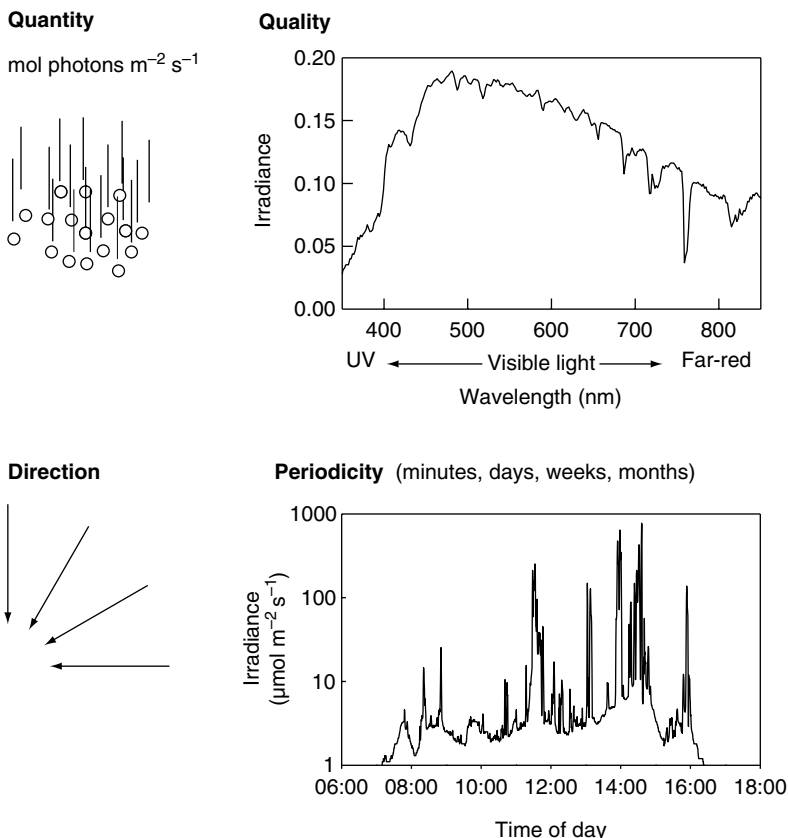 Quantity
mol photons m–2 s–1
Quality
0.20
0.15
0.10
0.05
0.00
Irradiance
400 500 600 700 800
UV Visible light Far-red
Wavelength (nm)
Direction
Periodicity (minutes, days, weeks, months)
1000
100
10
1
Irradiance
(μmol m–2 s–1)
06:00 08:00 10:00 12:00 14:00 16:00 18:00
Time of day